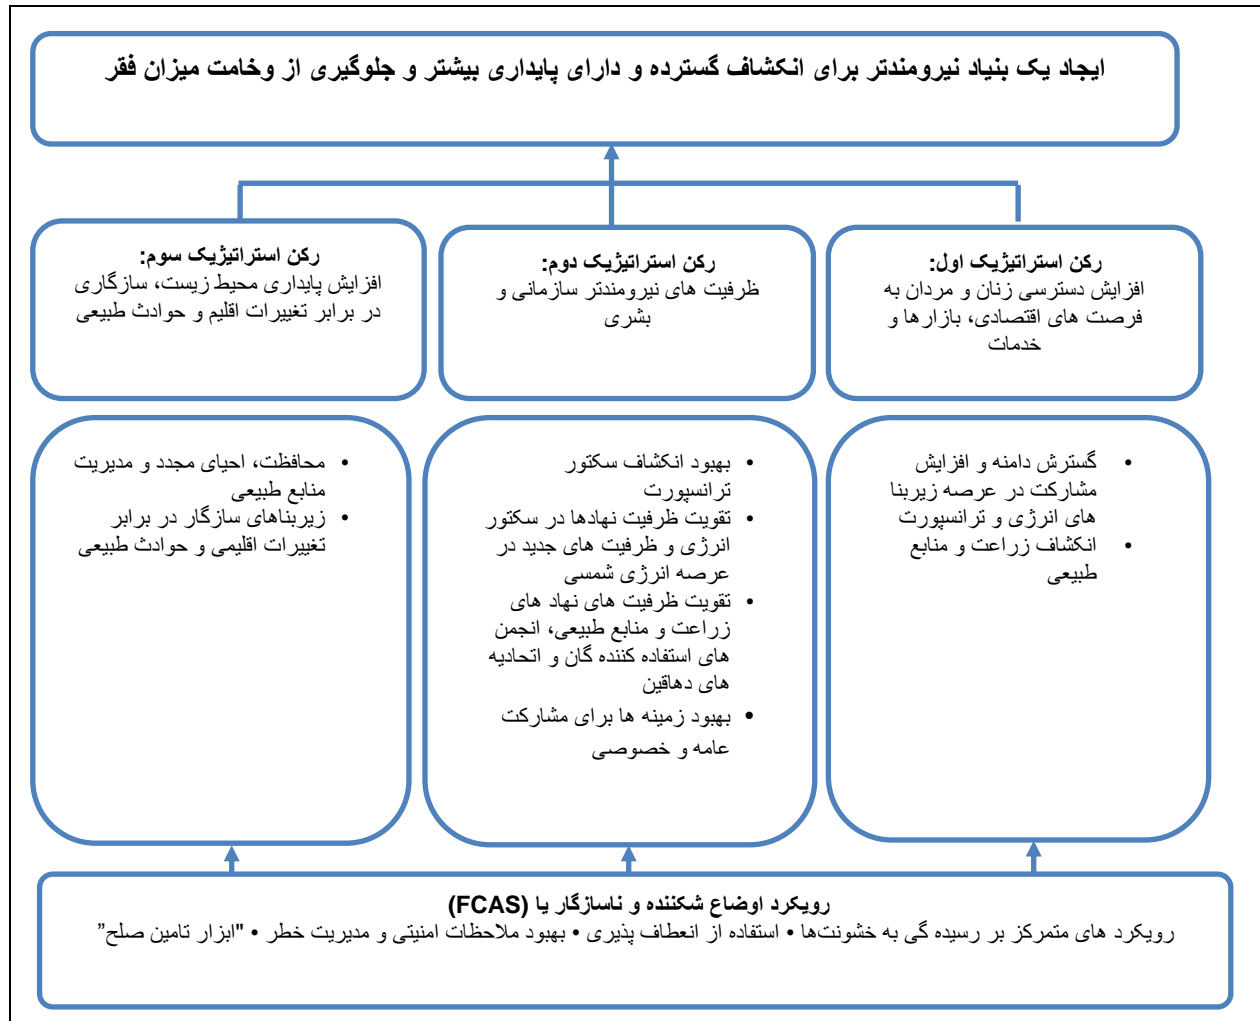 ایجاد یک بنیاد نیرومندتر برای انکشاف گسترده و دارای پایداری بیشتر و جلوگیری از وخامت میزان فقر
رکن استراتیژیک اول:
افزایش دسترسی زنان و مردان به
فرصت های اقتصادی، بازارها و
خدمات
رکن استراتیژیک دوم:
ظرفیت های نیرومندتر سازمانی و
بشری
رکن استراتیژیک سوم:
افزایش پایداری محیط زیست، سازگاری
در برابر تغییرات اقلیم و حوادث طبیعی
• گسترش دامنه و افزایش
مشارکت در عرصه زیربنا
های انرژی و ترانسپورت
• انکشاف زراعت و منابع
طبیعی
• بهبود انکشاف سکتور
ترانسپورت
• تقویت ظرفیت نهادها در سکتور
انرژی و ظرفیت های جدید در
عرصه انرژی شمسی
• تقویت ظرفیت های نهاد های
زراعت و منابع طبیعی، انجمن
های استفاده کننده گان و اتحادیه
های دهاقین
• بهبود زمینه ها برای مشارکت
عامه و خصوصی
• محافظت، احیای مجدد و مدیریت
منابع طبیعی
• زیربناهای سازگار در برابر
تغییرات اقلیمی و حوادث طبیعی
رویکرد اوضاع شکننده و ناسازگار یا (FCAS)
رویکرد های متمرکز بر رسیده گی به خشونت‌ها • استفاده از انعطاف پذیری • بهبود ملاحظات امنیتی و مدیریت خطر • "ابزار تامین صلح”